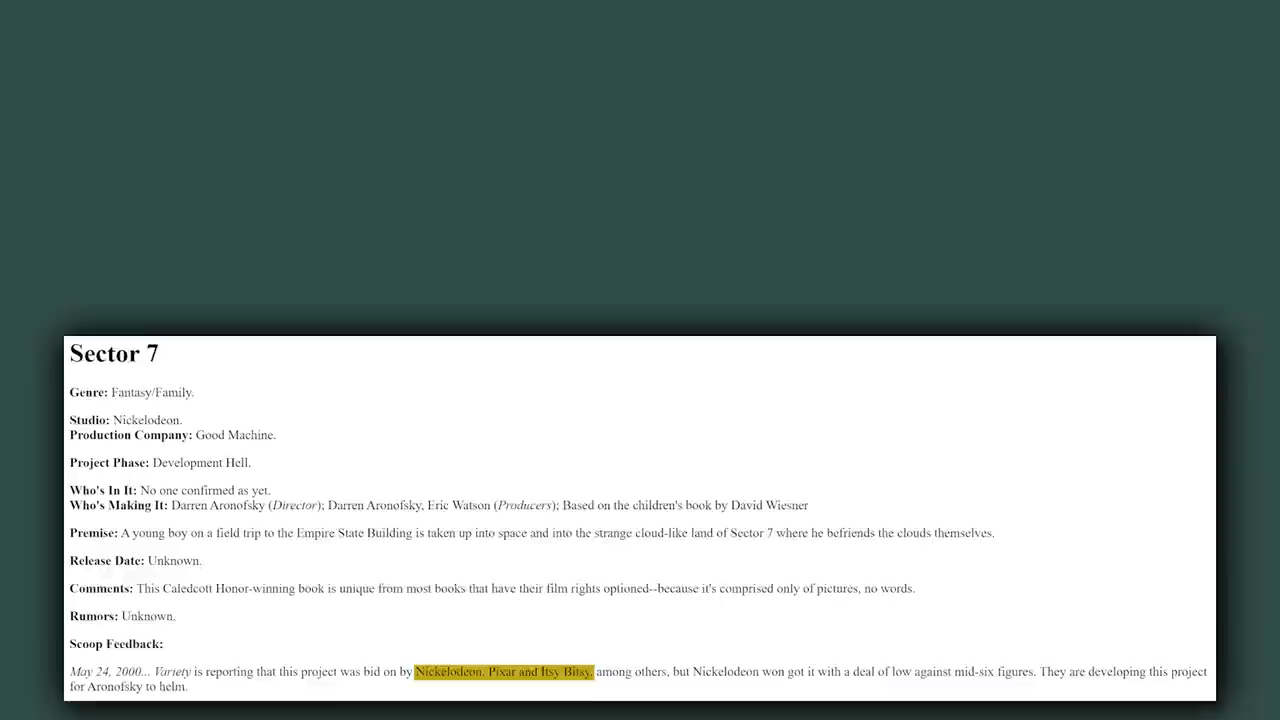 Sector 7
Genre: Fantasy/Family.
Studio: Nickelodeon.
Production Company: Good Machine.
Project Phase: Development Hell.
Who's In It: No one confirmed as yet.
Who's Making It: Darren Aronofsky (Director); Darren Aronofsky, Eric Watson (Producers); Based on the children's book by David Wiesner
Premise: A young boy on a field trip to the Empire State Building is taken up into space and into the strange cloud-like land of Sector 7 where he befriends the clouds themselves.
Release Date: Unknown.
Comments: This Caledcott Honor-winning book is unique from most books that have their film rights optioned--because it's comprised only of pictures, no words.
Rumors: Unknown.
Scoop Feedback:
May 24, 2000... Variety is reporting that this project was bid on by Nickelodeon, Pixar and Itsy Bitsy, among others, but Nickelodeon won got it with a deal of low against mid-six figures. They are developing this project
for Aronofsky to helm.